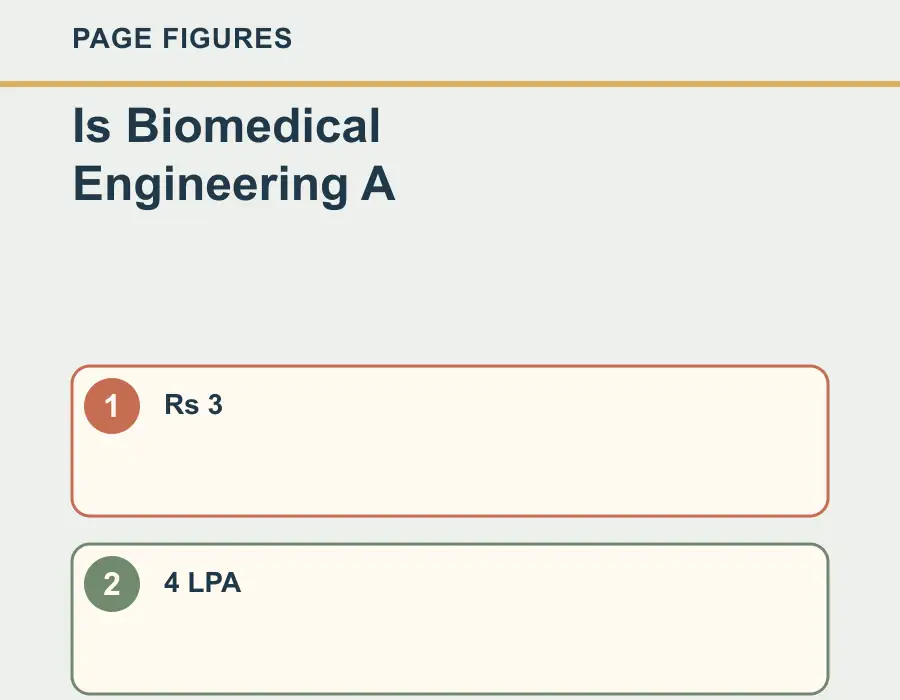 PAGE FIGURES
Is Biomedical
Engineering A
1 Rs 3
2 4 LPA